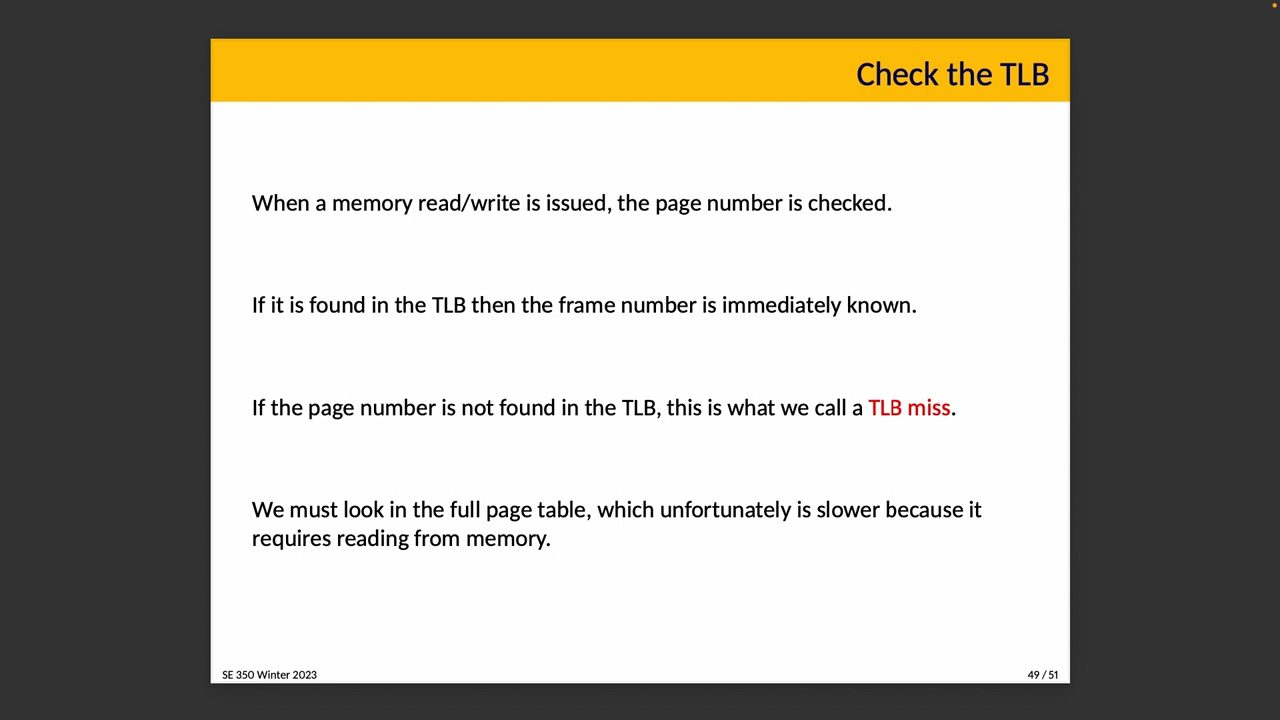 Check the TLB
When a memory read/write is issued, the page number is checked.
If it is found in the TLB then the frame number is immediately known.
If the page number is not found in the TLB, this is what we call a TLB miss.
We must look in the full page table, which unfortunately is slower because it
requires reading from memory.
SE 350 Winter 2023
49 / 51